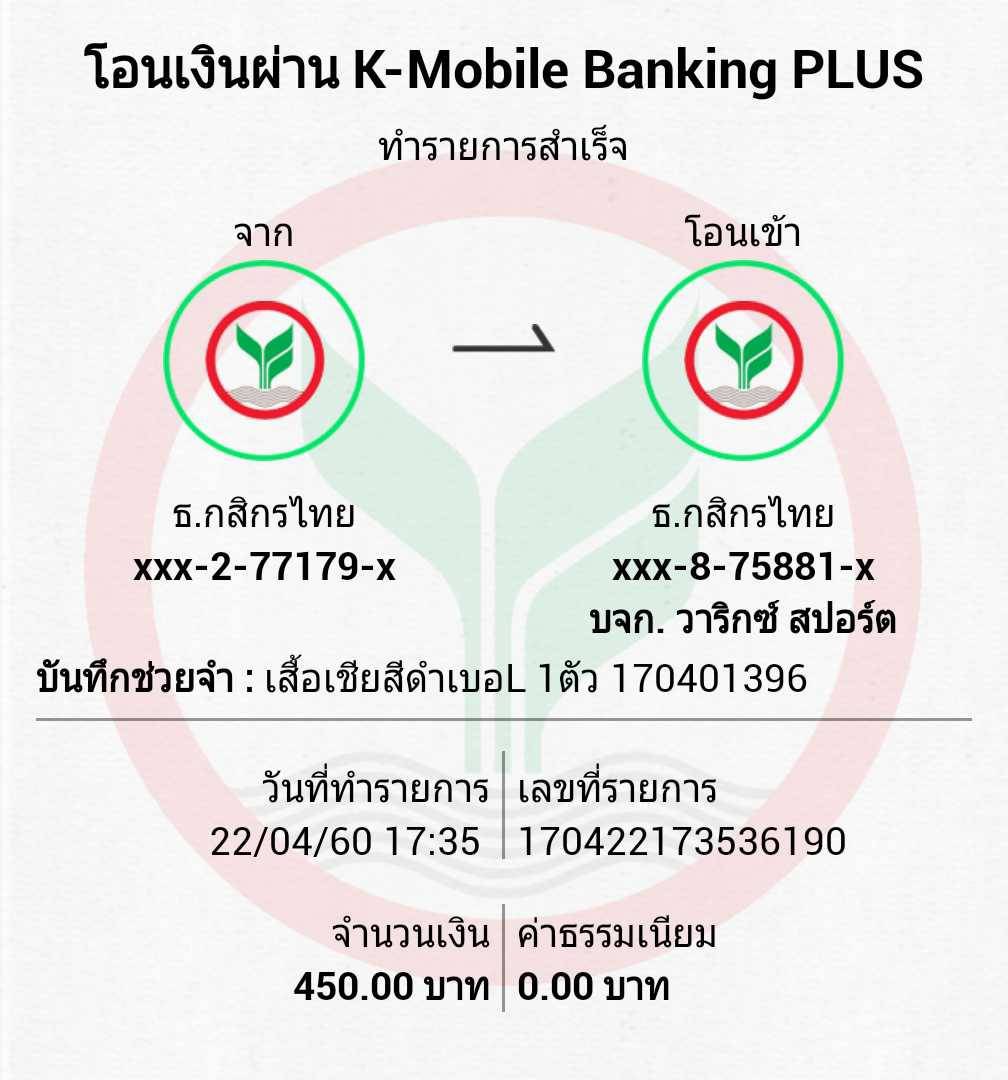 โอนเงินผ่าน K-Mobile Banking PLUS
ทำรายการสำเร็จ
จาก
โอนเข้า
ธ.กสิกรไทย
xxx-2-77179-x
ธ.กสิกรไทย
xxx-8-75881-x
บจก. วาริกซ์ สปอร์ต
บันทึกช่วยจำ : เสื้อเชียสีดำเบอL 1ตัว 170401396
วันที่ทำรายการ
22/04/60 17:35
เลขที่รายการ
170422173536190
จำนวนเงิน
450.00 บาท
ค่าธรรมเนียม
0.00 บาท